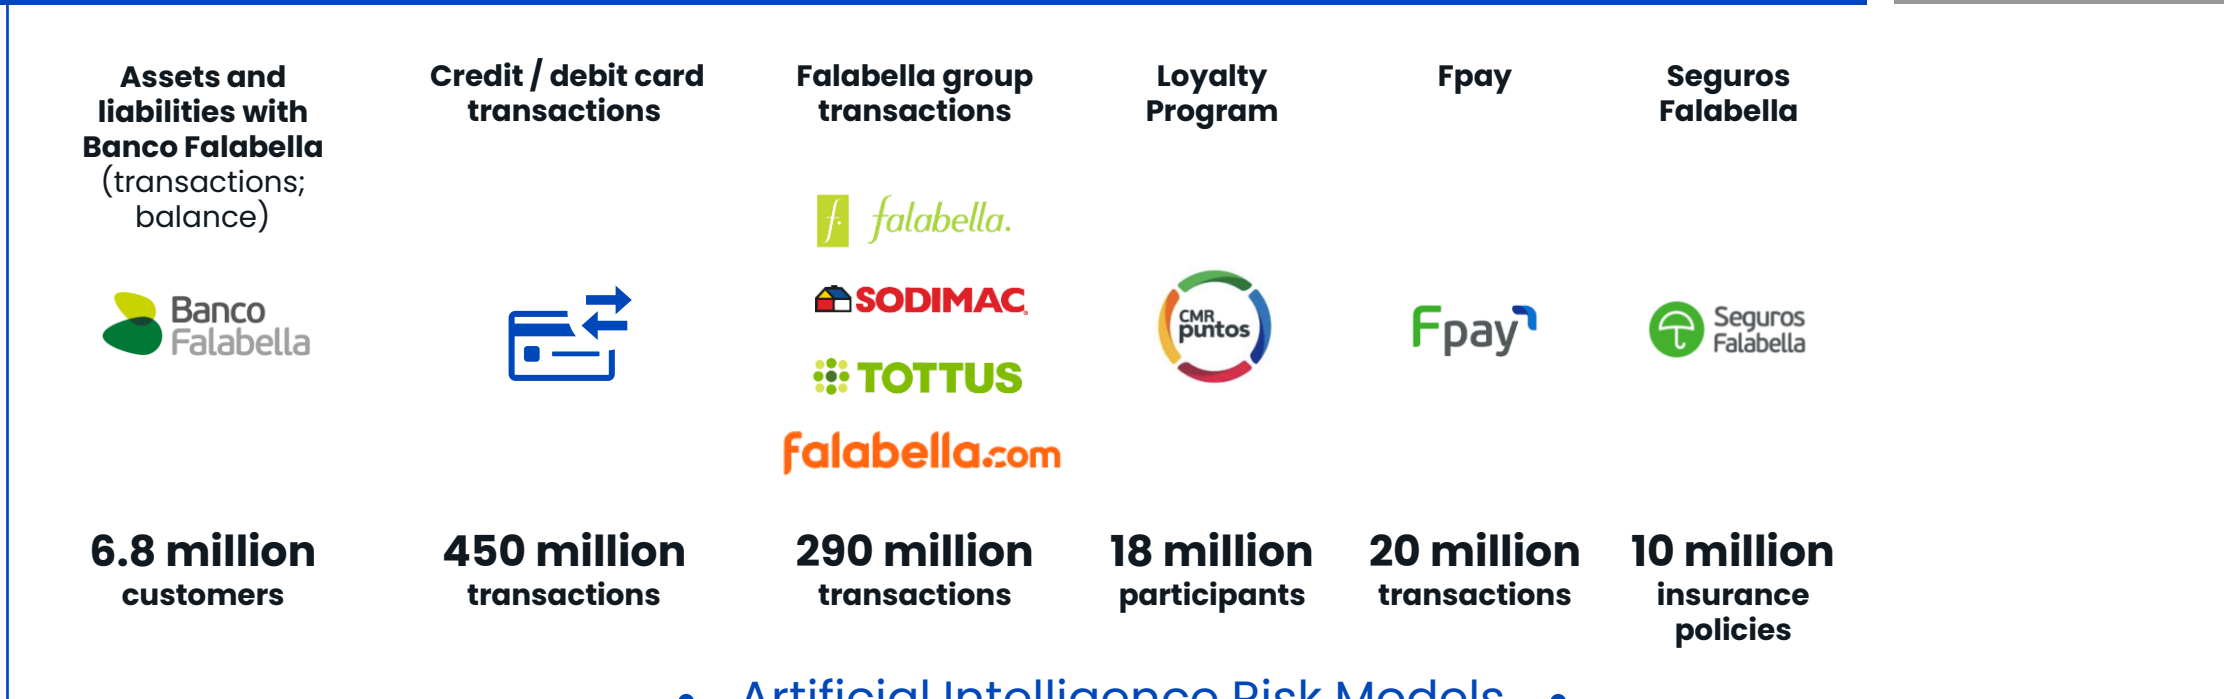 Assets and
liabilities with
Banco Falabella
(transactions;
balance)
Banco
Falabella
6.8 million
customers
Credit / debit card
transactions
450 million
transactions
Falabella group
transactions
f.
falabella.
SODIMAC
TOTTUS
falabella.com
290 million
transactions
Loyalty
Program
CMR
puntos
18 million
participants
Fpay
Fpay
20 million
transactions
Seguros
Falabella
Seguros
Falabella
10 million
insurance
policies
• Artificial Intelligence Risk Models •